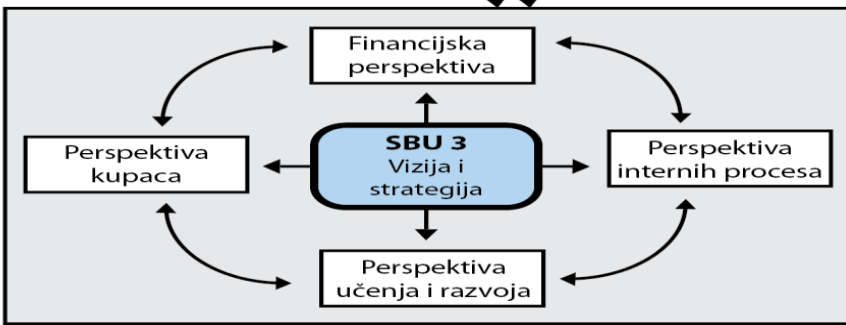 Financijska
perspektiva
Perspektiva
kupaca
SBU 3
Vizija i
strategija
Perspektiva
internih procesa
Perspektiva
učenja i razvoja